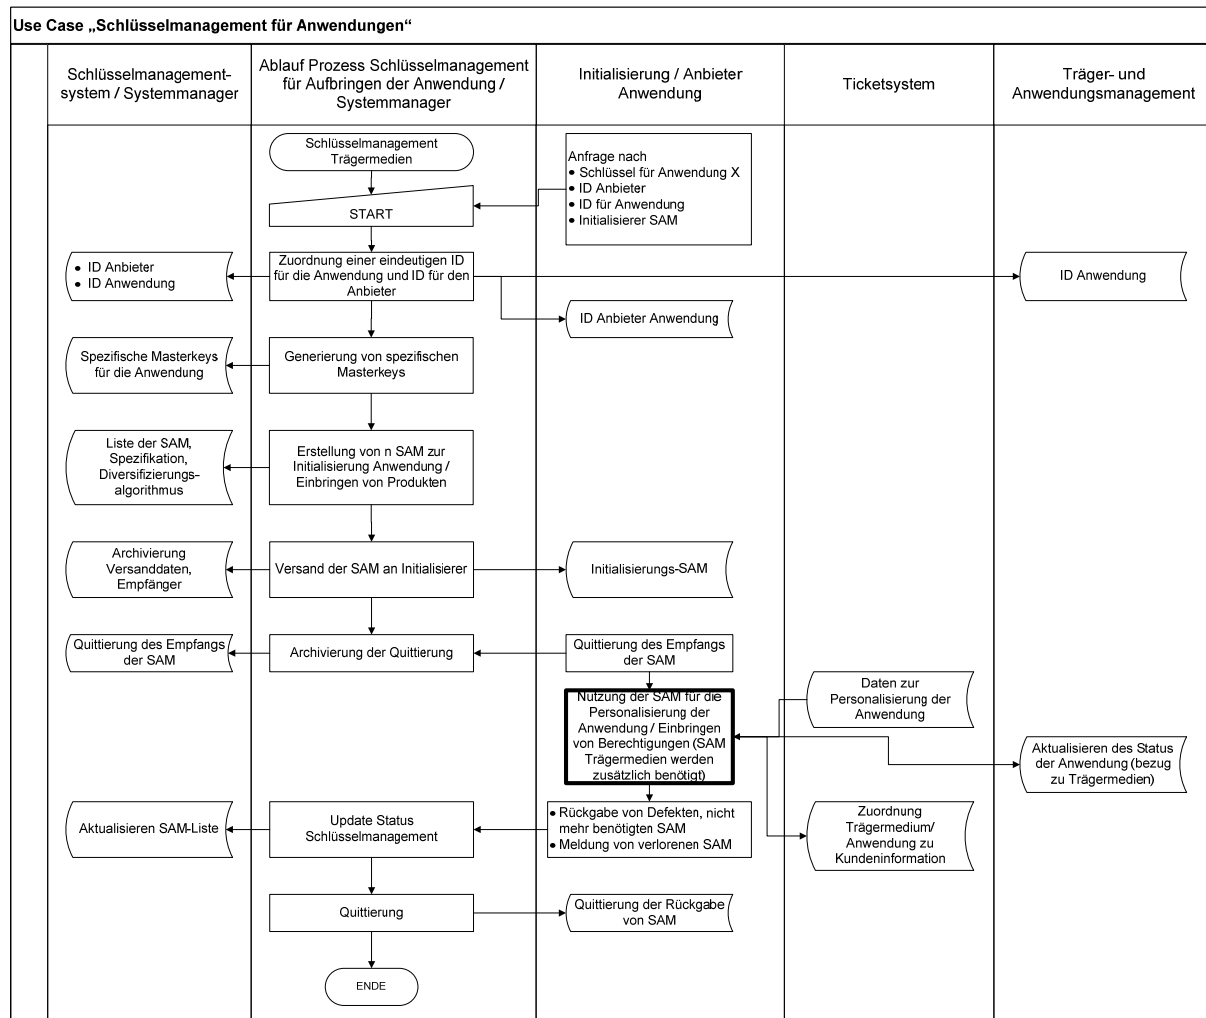 Use Case „Schlüsselmanagement für Anwendungen“
Schlüsselmanagement-
system / Systemmanager
Ablauf Prozess Schlüsselmanagement
für Aufbringen der Anwendung /
Systemmanager
Initialisierung / Anbieter
Anwendung
Ticketsystem
Träger- und
Anwendungsmanagement
Schlüsselmanagement
Trägermedien
Anfrage nach
• Schlüssel für Anwendung X
• ID Anbieter
• ID für Anwendung
• Initialisierer SAM
START
• ID Anbieter
• ID Anwendung
Zuordnung einer eindeutigen ID
für die Anwendung und ID für den
Anbieter
ID Anwendung
ID Anbieter Anwendung
Spezifische Masterkeys
für die Anwendung
Generierung von spezifischen
Masterkeys
Liste der SAM,
Spezifikation,
Diversifizierungs-
algorithmus
Erstellung von n SAM zur
Initialisierung Anwendung /
Einbringen von Produkten
Archivierung
Versanddaten,
Empfänger
Versand der SAM an Initialisierer
Initialisierungs-SAM
Quittierung des Empfangs
der SAM
Archivierung der Quittierung
Quittierung des Empfangs
der SAM
Nutzung der SAM für die
Personalisierung der
Anwendung / Einbringen
von Berechtigungen (SAM
Trägermedien werden
zusätzlich benötigt)
Daten zur
Personalisierung der
Anwendung
Aktualisieren des Status
der Anwendung (bezug
zu Trägermedien)
Aktualisieren SAM-Liste
Update Status
Schlüsselmanagement
• Rückgabe von Defekten, nicht
mehr benötigten SAM
• Meldung von verlorenen SAM
Zuordnung
Trägermedium/
Anwendung zu
Kundeninformation
Quittierung
Quittierung der Rückgabe
von SAM
ENDE